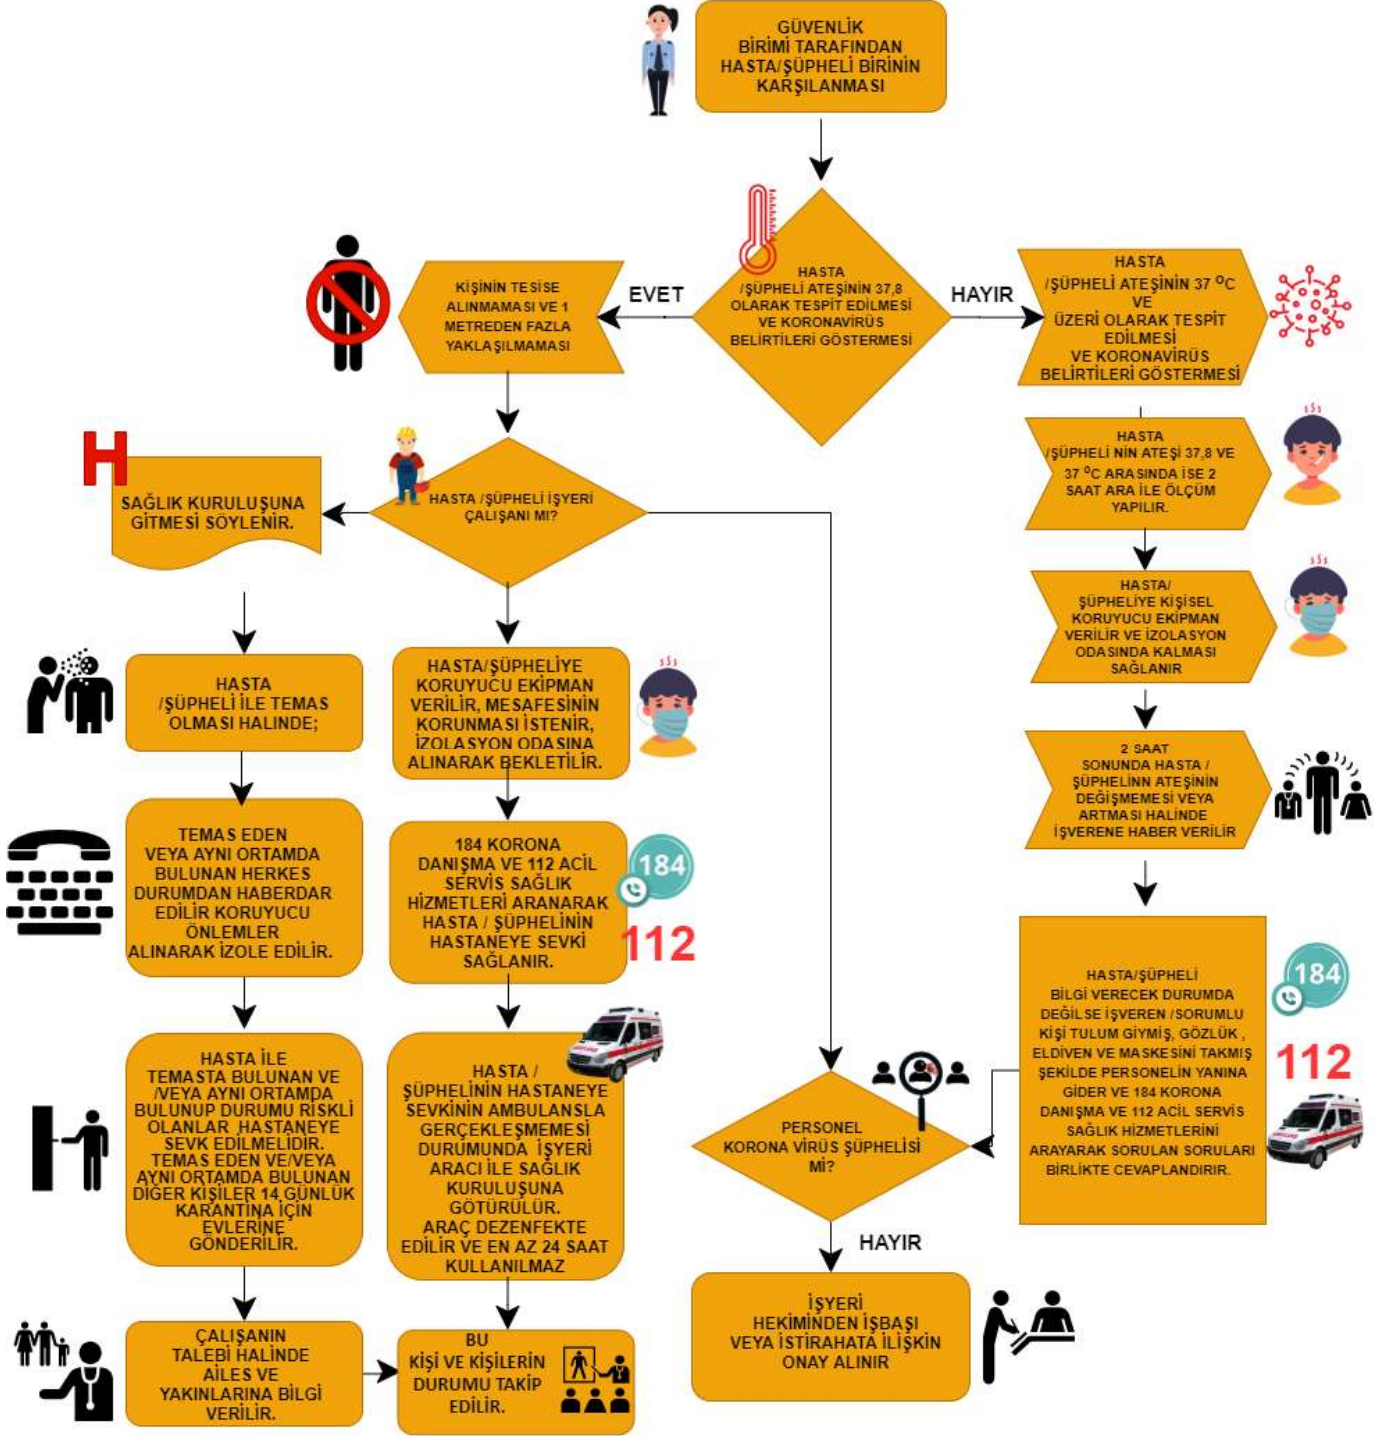 GÜVENLİK
BİRİMİ TARAFINDAN
HASTA/ŞÜPHELİ BİRİNİN
KARŞILANMASI
HASTA
/ŞÜPHELİ ATEŞİNİN 37,8
OLARAK TESPİT EDİLMESİ
VE KORONAVİRÜS
BELİRTİLERİ GÖSTERMESİ
EVET
HAYIR
KİŞİNİN TESİSE
ALINMAMASI VE 1
METREDEN FAZLA
YAKLAŞILMAMASI
HASTA
/ŞÜPHELİ ATEŞİNİN 37 ⁰C
VE
ÜZERİ OLARAK TESPİT
EDİLMESİ
VE KORONAVİRÜS
BELİRTİLERİ GÖSTERMESİ
HASTA /ŞÜPHELİ İŞYERİ
ÇALIŞANI MI?
H
SAĞLIK KURULUŞUNA
GİTMESİ SÖYLENİR.
HASTA
/ŞÜPHELİ NİN ATEŞİ 37,8 VE
37 ⁰C ARASINDA İSE 2
SAAT ARA İLE ÖLÇÜM
YAPILIR.
HASTA/
ŞÜPHELİYE KİŞİSEL
KORUYUCU EKİPMAN
VERİLİR VE İZOLASYON
ODASINDA KALMASI
SAĞLANIR
HASTA
/ŞÜPHELİ İLE TEMAS
OLMASI HALINDE;
HASTA/ŞÜPHELİYE
KORUYUCU EKİPMAN
VERİLİR, MESAFESİNİN
KORUNMASI İSTENİR,
İZOLASYON ODASINA
ALINARAK BEKLETİLİR.
2 SAAT
SONUNDA HASTA /
ŞÜPHELİNN ATEŞİNİN
DEĞİŞMEMESİ VEYA
ARTMASI HALİNDE
İŞVERENE HABER VERİLİR
TEMAS EDEN
VEYA AYNI ORTAMDA
BULUNAN HERKES
DURUMDAN HABERDAR
EDİLİR KORUYUCU
ÖNLEMLER
ALINARAK İZOLE EDİLİR.
184 KORONA
DANIŞMA VE 112 ACİL
SERVİS SAĞLIK
HİZMETLERİ ARANARAK
HASTA / ŞÜPHELİNİN
HASTANEYE SEVKİ
SAĞLANIR.
184
112
HASTA/ŞÜPHELİ
BİLGİ VERECEK DURUMDA
DEĞİLSE İŞVEREN /SORUMLU
KİŞİ TULUM GİYMİŞ, GÖZLÜK ,
ELDİVEN VE MASKESİNİ TAKMIŞ
ŞEKİLDE PERSONELİN YANINA
GİDER VE 184 KORONA
DANIŞMA VE 112 ACİL SERVİS
SAĞLIK HİZMETLERİNİ
ARAYARAK SORULAN SORULARI
BİRLİKTE CEVAPLANDIRIR.
184
112
HASTA İLE
TEMASTA BULUNAN VE
/VEYA AYNI ORTAMDA
BULUNUP DURUMU RİSKLİ
OLANLAR HASTANEYE
SEVK EDİLMELİDİR.
TEMAS EDEN VE/VEYA
AYNI ORTAMDA BULUNAN
DİĞER KİŞİLER 14 GÜNLÜK
KARANTİNA İÇİN
EVLERİNE
GÖNDERİLİR.
HASTA /
ŞÜPHELİNİN HASTANEYE
SEVKİNİN AMBULANSLA
GERÇEKLEŞMEMESİ
DURUMUNDA İŞYERİ
ARACI İLE SAĞLIK
KURULUŞUNA
GÖTÜRÜLÜR.
ARAÇ DEZENFEKTE
EDİLİR VE EN AZ 24 SAAT
KULLANILMAZ
PERSONEL
KORONA VİRÜS ŞÜPHELİSİ
Mİ?
HAYIR
İŞYERİ
HEKİMİNDEN İŞBAŞI
VEYA İSTİRAHATA İLİŞKİN
ONAY ALINIR
ÇALIŞANIN
TALEBİ HALİNDE
AILES VE
YAKINLARINA BİLGİ
VERİLİR.
BU
KİŞİ VE KİŞİLERİN
DURUMU TAKİP
EDİLİR.